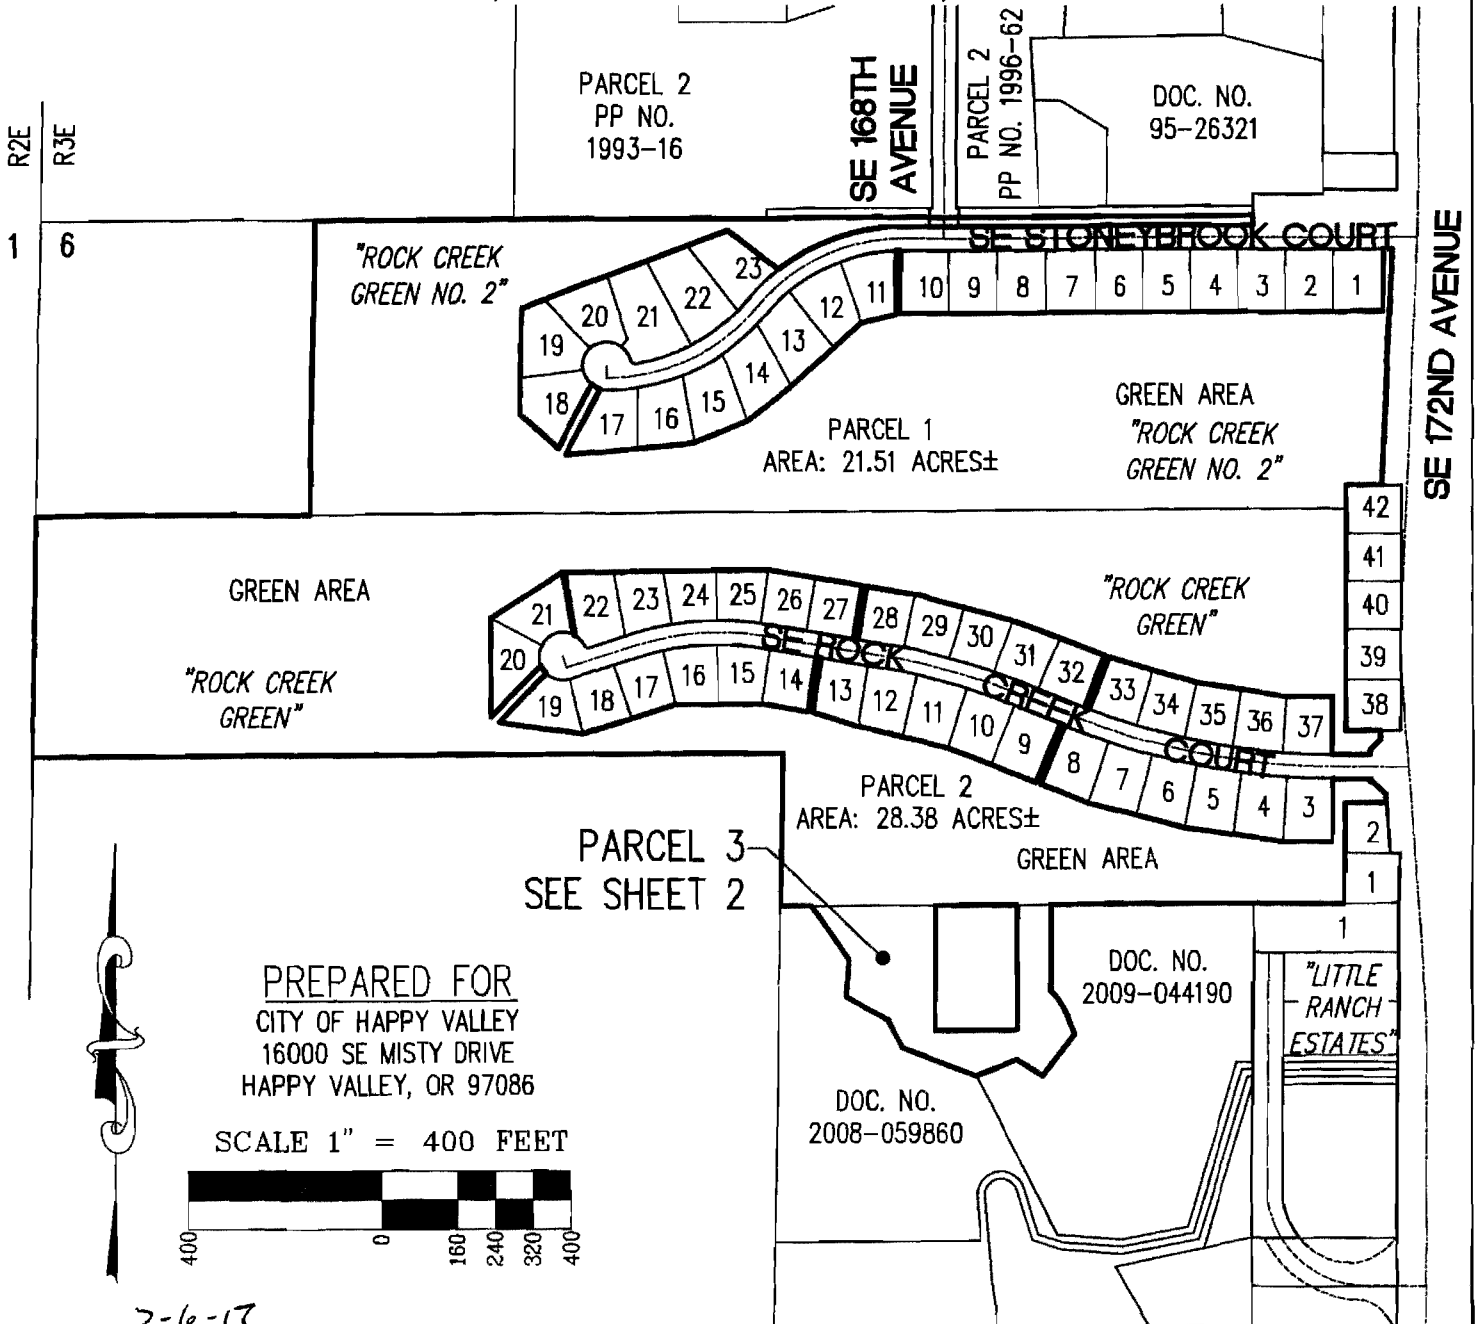 PARCEL 2
PP NO.
1993-16
SE 168TH
AVENUE
PARCEL 2
PP NO. 1996-62
DOC. NO.
95-26321
R2E
R3E
1
6
"ROCK CREEK
GREEN NO. 2"
SE STONEYBROOK COURT
SE 172ND AVENUE
23
22
21
20
19
18
17
16
15
14
13
12
11
10
9
8
7
6
5
4
3
2
1
GREEN AREA
"ROCK CREEK
GREEN NO. 2"
PARCEL 1
AREA: 21.51 ACRES±
42
41
40
39
38
GREEN AREA
"ROCK CREEK
GREEN"
"ROCK CREEK
GREEN"
21
22
23
24
25
26
27
28
29
30
31
32
33
34
35
36
37
SE ROCK
CREEK
COURT
20
19
18
17
16
15
14
13
12
11
10
9
8
7
6
5
4
3
2
1
PARCEL 2
AREA: 28.38 ACRES±
GREEN AREA
PARCEL 3
SEE SHEET 2
1
"LITTLE
RANCH
ESTATES"
DOC. NO.
2009-044190
DOC. NO.
2008-059860
PREPARED FOR
CITY OF HAPPY VALLEY
16000 SE MISTY DRIVE
HAPPY VALLEY, OR 97086
SCALE 1" = 400 FEET
400
0
160
240
320
400